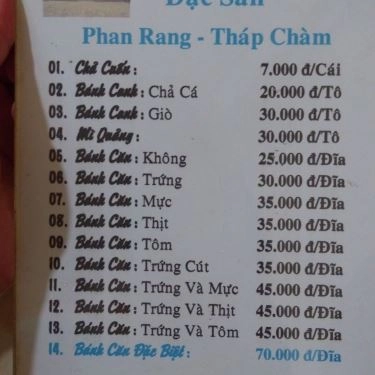 Đặc Sản
Phan Rang - Tháp Chàm
01. Chả Cuốn : 7.000 đ/Cái
02. Bánh Canh : Chả Cá 20.000 đ/Tô
03. Bánh Canh : Giò 30.000 đ/Tô
04. Mì Quảng : 30.000 đ/Tô
05. Bánh Căn : Không 25.000 đ/Đĩa
06. Bánh Căn : Trứng 30.000 đ/Đĩa
07. Bánh Căn : Mực 35.000 đ/Đĩa
08. Bánh Căn : Thịt 35.000 đ/Đĩa
09. Bánh Căn : Tôm 35.000 đ/Đĩa
10. Bánh Căn : Trứng Cút 35.000 đ/Đĩa
11. Bánh Căn : Trứng Và Mực 45.000 đ/Đĩa
12. Bánh Căn : Trứng Và Thịt 45.000 đ/Đĩa
13. Bánh Căn : Trứng Và Tôm 45.000 đ/Đĩa
14. Bánh Căn Đặc Biệt : 70.000 đ/Đĩa